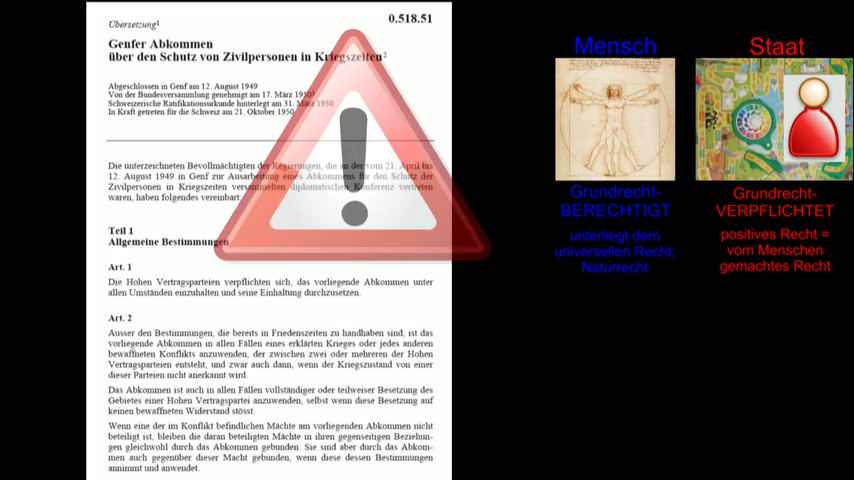 Übersetzung¹
0.518.51
Genfer Abkommen
über den Schutz von Zivilpersonen in Kriegszeiten²
Abgeschlossen in Genf am 12. August 1949
Von der Bundesversammlung genehmigt am 17. März 1950³
Schweizerische Ratifikationsurkunde hinterlegt am 31. März 1950
In Kraft getreten für die Schweiz am 21. Oktober 1950
Die unterzeichneten Bevollmächtigten der Regierungen, die an der vom 21. April bis
12. August 1949 in Genf zur Ausarbeitung eines Abkommens für den Schutz der
Zivilpersonen in Kriegszeiten versammelten diplomatischen Konferenz vertreten
waren, haben folgendes vereinbart:
Teil 1
Allgemeine Bestimmungen
Art. 1
Die Hohen Vertragsparteien verpflichten sich, das vorliegende Abkommen unter
allen Umständen einzuhalten und seine Einhaltung durchzusetzen.
Art. 2
Ausser den Bestimmungen, die bereits in Friedenszeiten zu handhaben sind, ist das
vorliegende Abkommen in allen Fällen eines erklärten Krieges oder jedes anderen
bewaffneten Konflikts anzuwenden, der zwischen zwei oder mehreren der Hohen
Vertragsparteien entsteht, und zwar auch dann, wenn der Kriegszustand von einer
dieser Parteien nicht anerkannt wird.
Das Abkommen ist auch in allen Fällen vollständiger oder teilweiser Besetzung des
Gebietes einer Hohen Vertragspartei anzuwenden, selbst wenn diese Besetzung auf
keinen bewaffneten Widerstand stösst.
Wenn eine der im Konflikt befindlichen Mächte am vorliegenden Abkommen nicht
beteiligt ist, bleiben die daran beteiligten Mächte in ihren gegenseitigen Beziehun-
gen gleichwohl durch das Abkommen gebunden. Sie sind aber durch das Abkom-
men auch gegenüber dieser Macht gebunden, wenn diese dessen Bestimmungen
annimmt und anwendet.
Mensch
Grundrecht-
BERECHTIGT
unterliegt dem
universellen Recht;
Naturrecht
Staat
Grundrecht-
VERPFLICHTET
positives Recht =
vom Menschen
gemachtes Recht